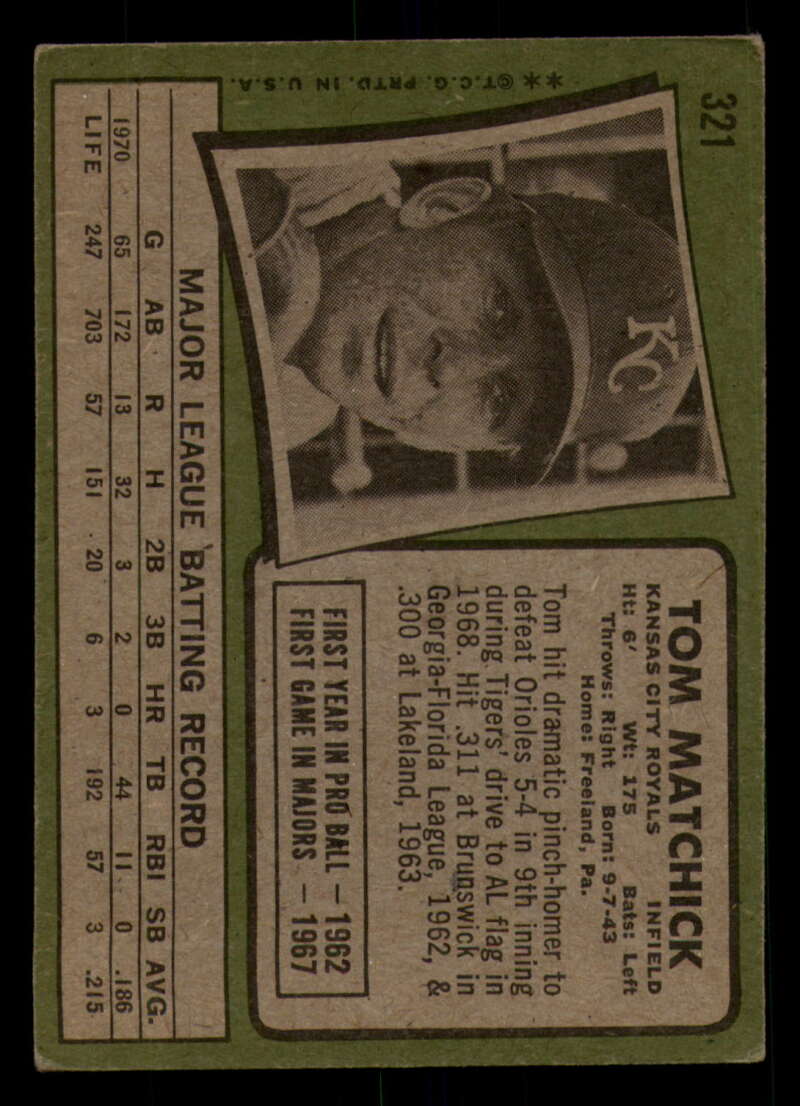 321
**©T.C.G. PRTD. IN U.S.A.
KC
TOM MATCHICK
KANSAS CITY ROYALS INFIELD
Ht: 6' Wt: 175 Bats: Left
Throws: Right Born: 9-7-43
Home: Freeland, Pa.
Tom hit dramatic pinch-homer to
defeat Orioles 5-4 in 9th inning
during Tigers' drive to AL flag in
1968. Hit .311 at Brunswick in
Georgia-Florida League, 1962, &
.300 at Lakeland, 1963.
FIRST YEAR IN PRO BALL — 1962
FIRST GAME IN MAJORS — 1967
MAJOR LEAGUE BATTING RECORD
G AB R H 2B 3B HR TB RBI SB AVG.
1970 65 172 13 32 3 2 0 44 11 0 .186
LIFE 247 703 57 151 20 6 3 192 57 3 .215